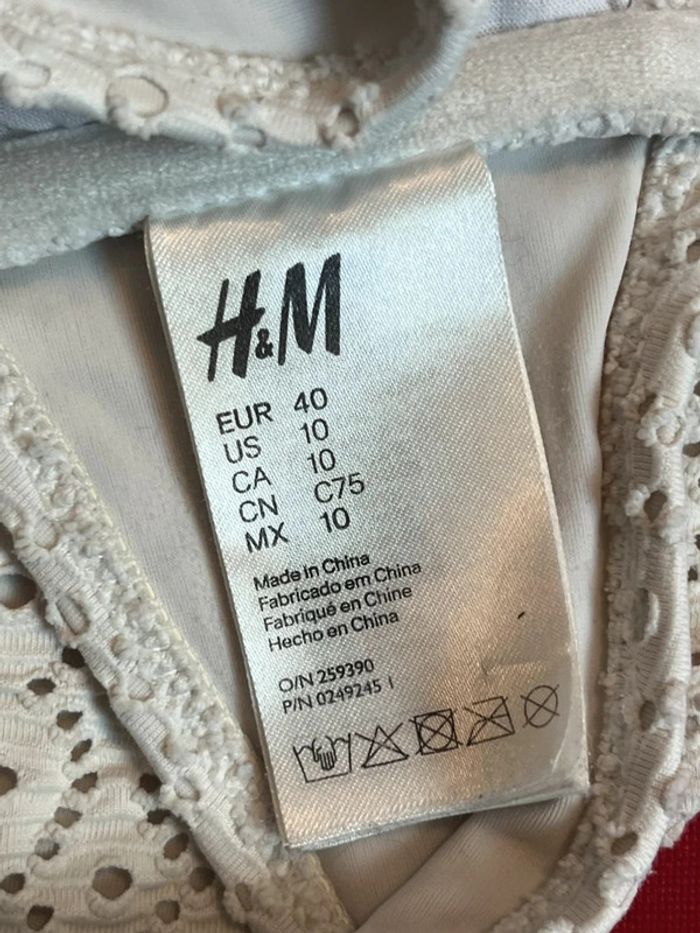 H&M
EUR 40
US 10
CA 10
CN C75
MX 10
Made in China
Fabricado em China
Fabriqué en Chine
Hecho en China
O/N 259390
P/N 0249245 I